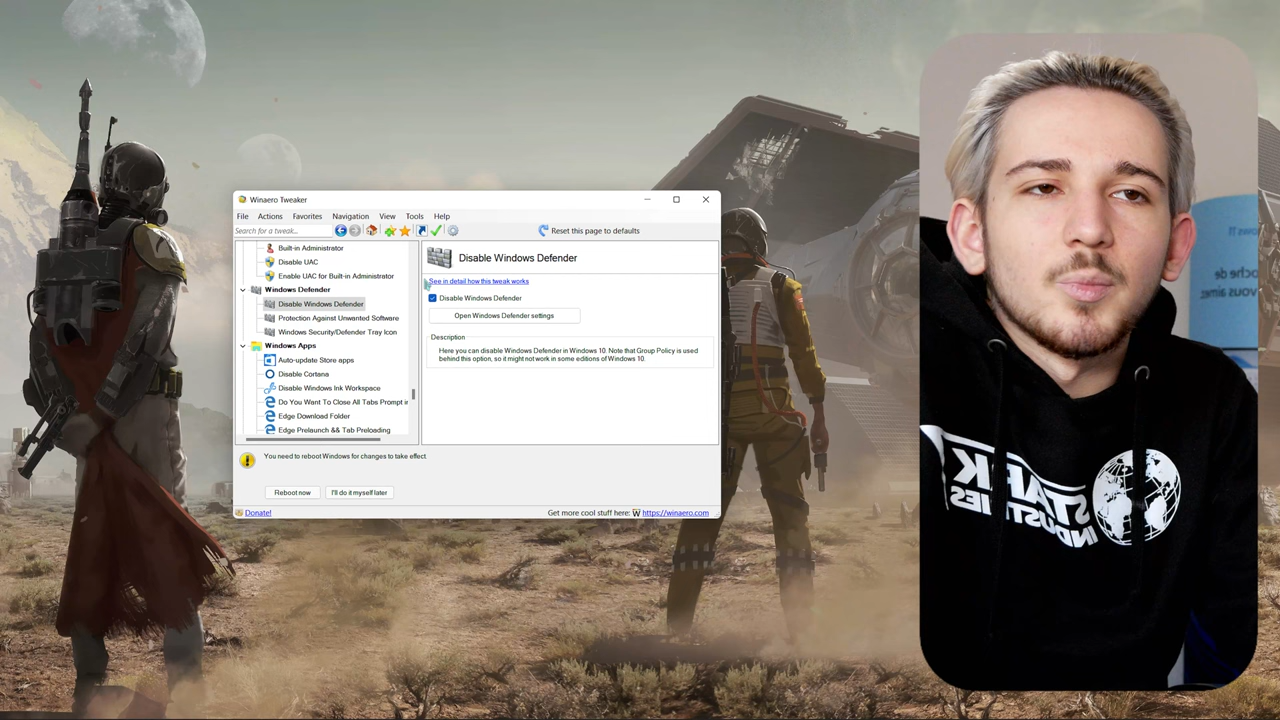 Winaero Tweaker
File Actions Favorites Navigation View Tools Help
Search for a tweak...
Reset this page to defaults
Built-in Administrator
Disable UAC
Enable UAC for Built-in Administrator
Windows Defender
Disable Windows Defender
Protection Against Unwanted Software
Windows Security/Defender Tray Icon
Windows Apps
Auto-update Store apps
Disable Cortana
Disable Windows Ink Workspace
Do You Want To Close All Tabs Prompt in
Edge Download Folder
Edge Prelaunch && Tab Preloading
Disable Windows Defender
See in detail how this tweak works
Disable Windows Defender
Open Windows Defender settings
Description
Here you can disable Windows Defender in Windows 10. Note that Group Policy is used
behind this option, so it might not work in some editions of Windows 10.
You need to reboot Windows for changes to take effect.
Reboot now
I'll do it myself later
Donate!
Get more cool stuff here: W https://winaero.com
STARK
INDUSTRIES